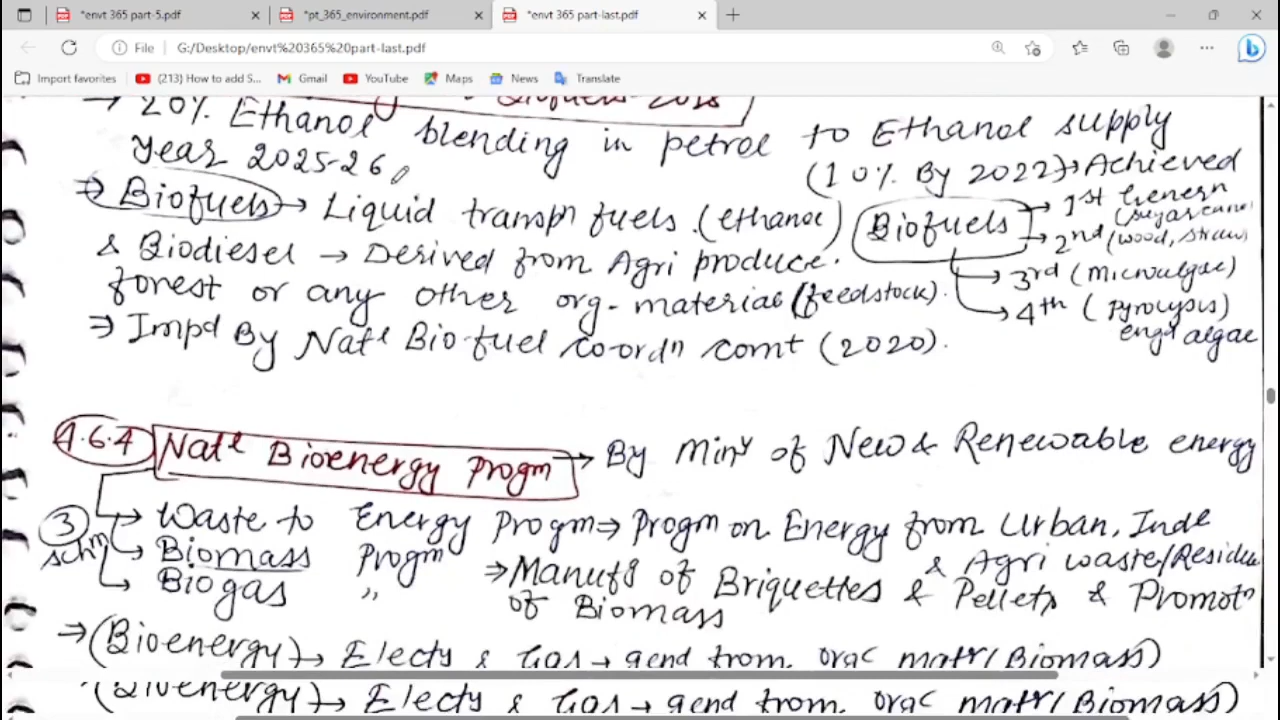 *envt 365 part-5.pdf
*pt_365_environment.pdf
*envt 365 part-last.pdf
File
G:/Desktop/envt%20365%20part-last.pdf
Import favorites
(213) How to add S...
Gmail
YouTube
Maps
News
Translate
Biofuels-2018
→ 20% Ethanol blending in petrol to Ethanol supply
year 2025-26
(10% By 2022)→ Achieved
⇒ Biofuels → Liquid transpn fuels (ethanol)
& Biodiesel → Derived from Agri produce.
forest or any other org-material (feedstock).
Biofuels
→ 1st Genern
(sugarcane)
→ 2nd (wood, straw)
→ 3rd (microalgae)
→ 4th (pyrolysis)
engd algae
⇒ Impd By Natl Bio-fuel co-ordn comt (2020).
4.6.4 Natl Bioenergy Progm → By Miny of New & Renewable energy
3 schm
→ Waste to Energy Progm ⇒ Progm on Energy from Urban, Indl
& Agri waste/Residue
→ Biomass Progm ⇒ Manufg of Briquettes & Pellets & Promotn
of Biomass
→ Biogas "
⇒ (Bioenergy) → Electy & Gas → gend from orgc matr/Biomass)
(Bioenergy) → Electy & Gas → gend from orgc matr/Biomass)